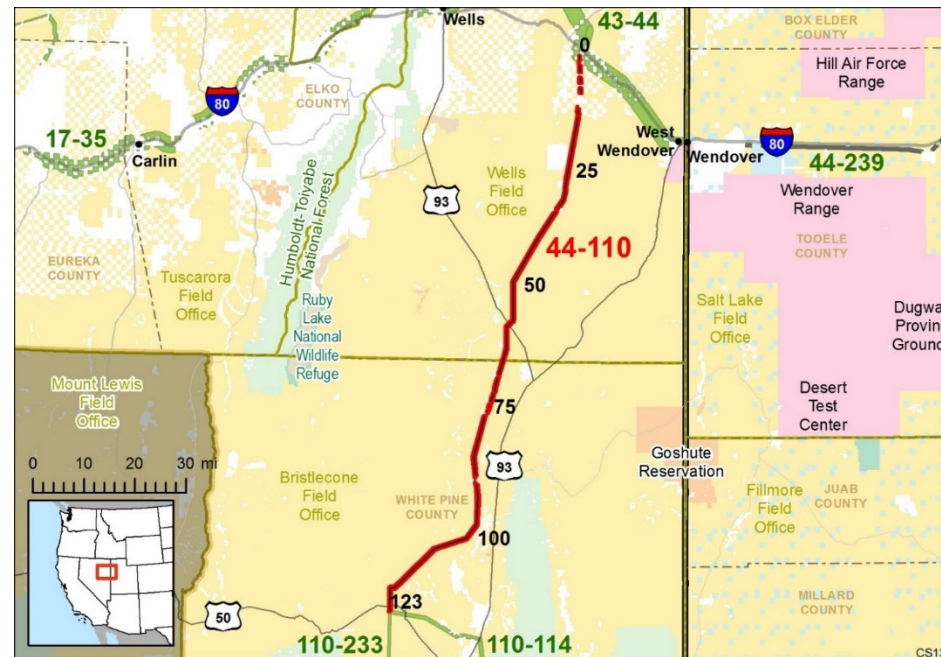 43-44
BOX ELDER
COUNTY
Wells
0
Hill Air Force
Range
ELKO
COUNTY
80
17-35
Carlin
West
Wendover
Wendover
80
44-239
Wells
Field
Office
25
93
Wendover
Range
TOOELE
COUNTY
Humboldt-Toiyabe
National Forest
44-110
EUREKA
COUNTY
Tuscarora
Field
Office
50
Ruby
Lake
National
Wildlife
Refuge
Salt Lake
Field
Office
Dugwa
Provin
Ground
Mount Lewis
Field
Office
75
Desert
Test
Center
0 5 10 15 20 30 mi
93
Goshute
Reservation
Bristlecone
Field
Office
WHITE PINE
COUNTY
Fillmore
Field
Office
JUAB
COUNTY
100
123
50
MILLARD
COUNTY
110-233
110-114
CS13